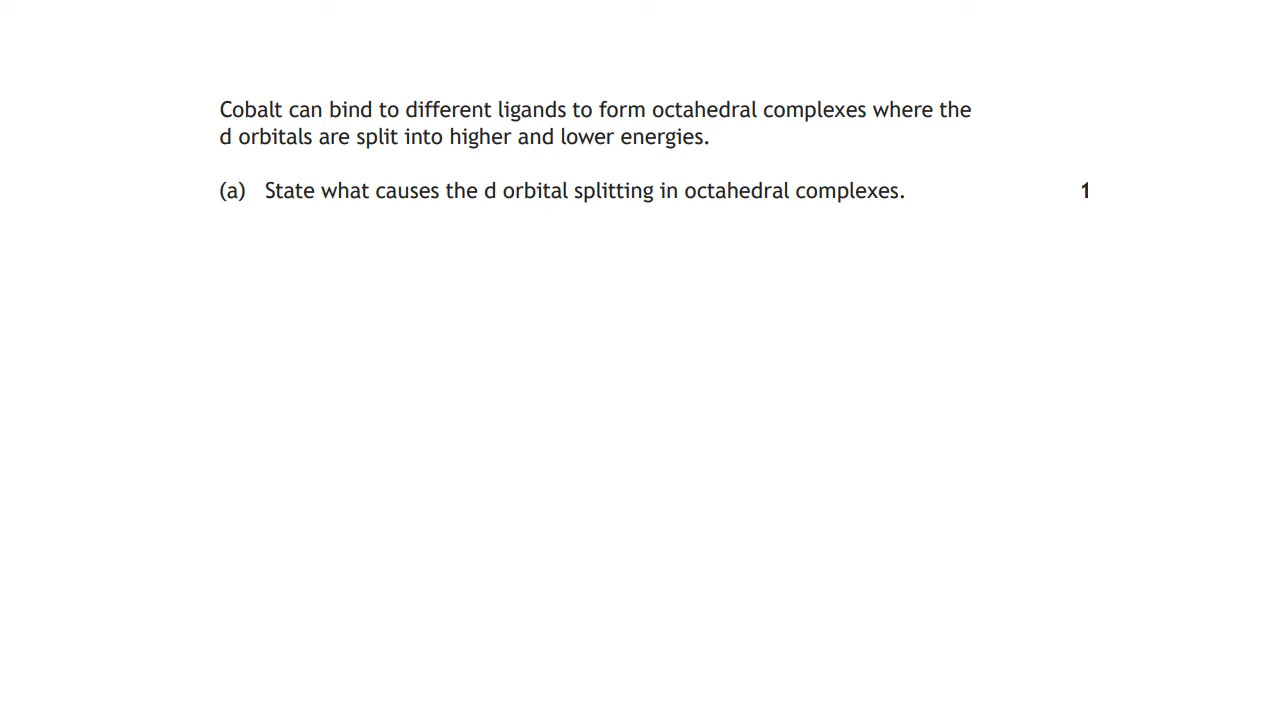 Cobalt can bind to different ligands to form octahedral complexes where the
d orbitals are split into higher and lower energies.
(a) State what causes the d orbital splitting in octahedral complexes. 1